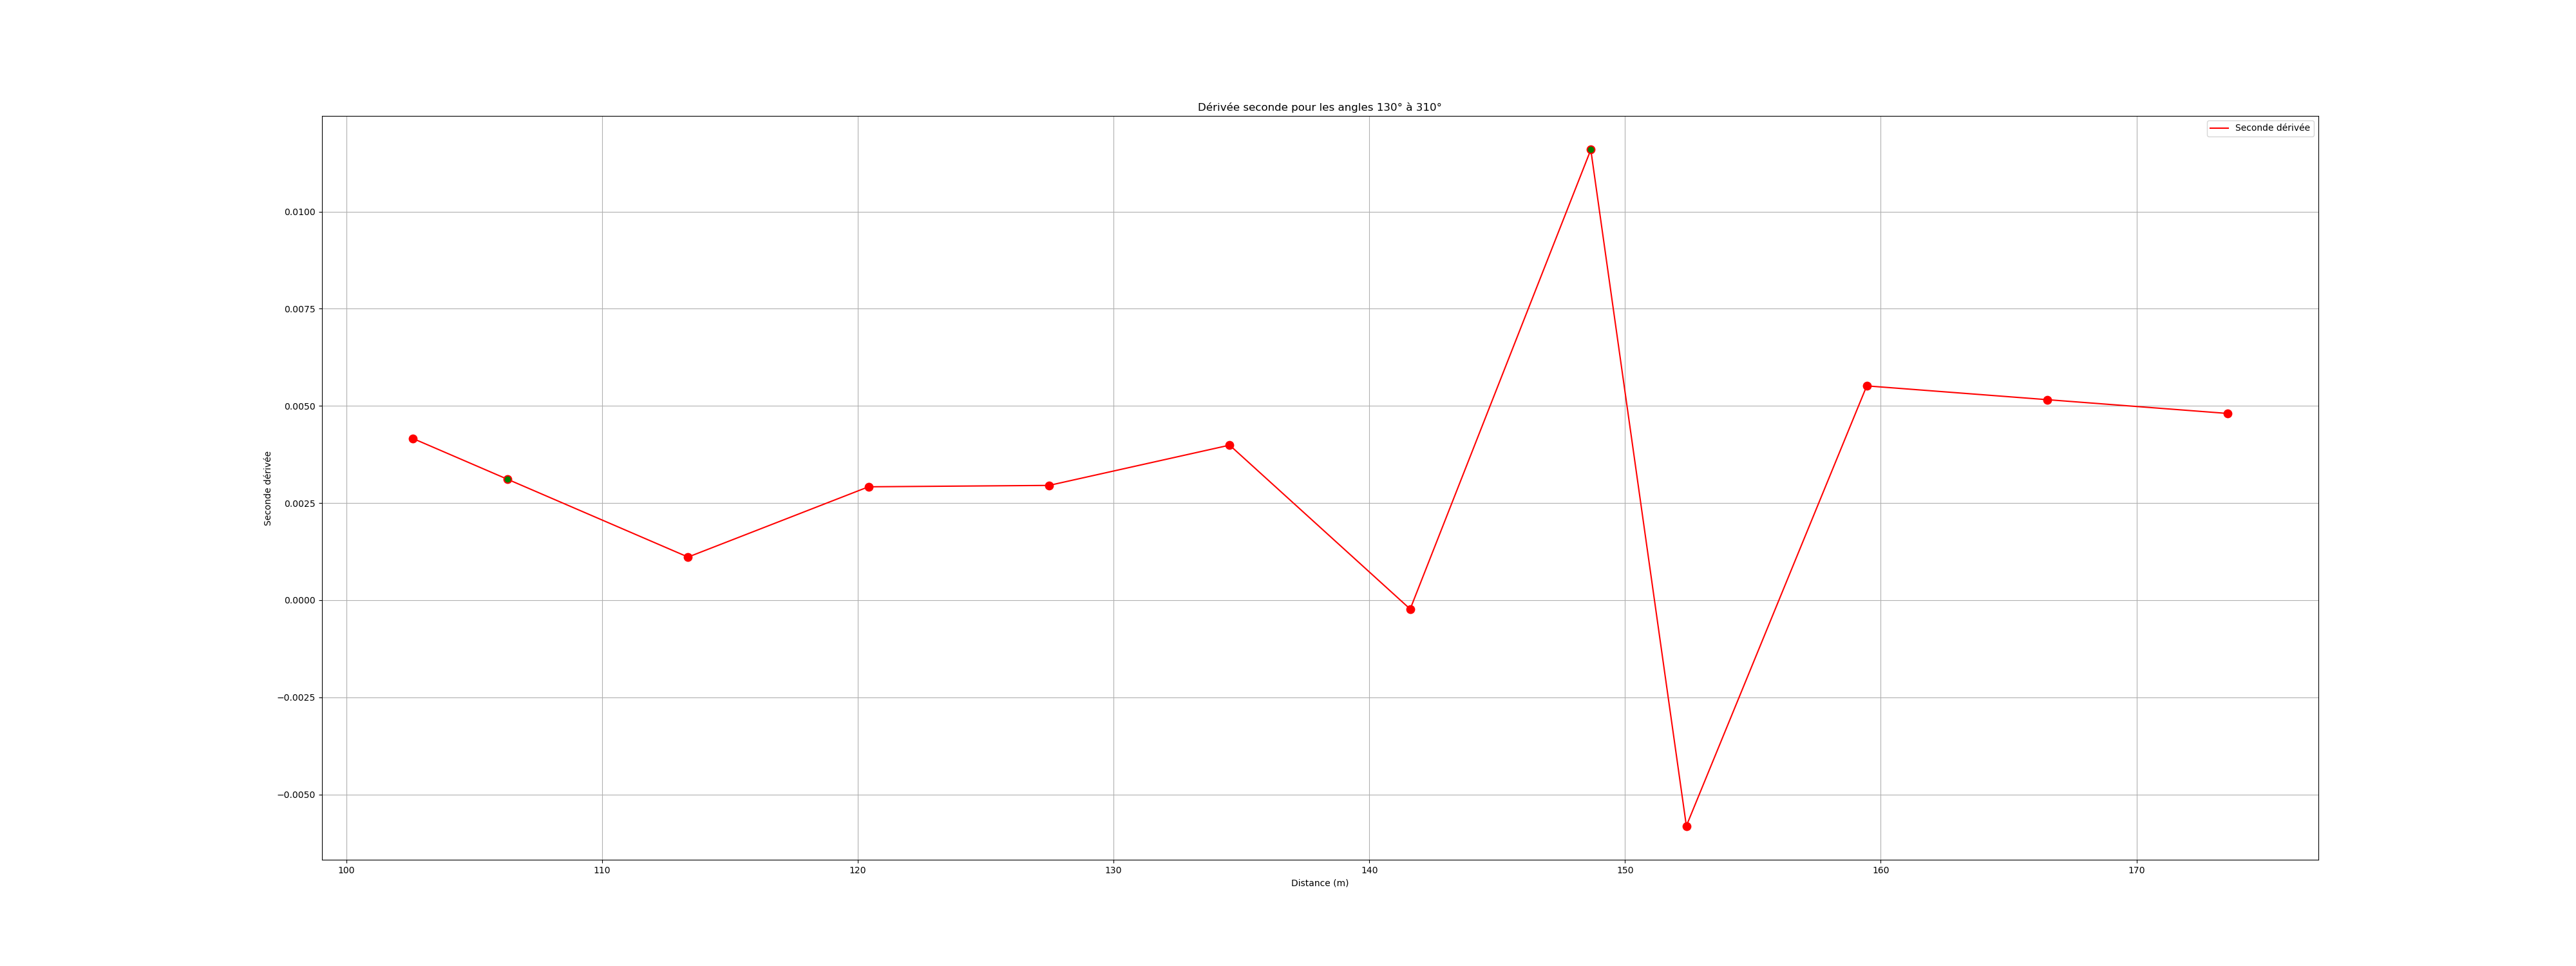 Dérivée seconde pour les angles 130° à 310°
Seconde dérivée
0.0100
0.0075
0.0050
0.0025
0.0000
−0.0025
−0.0050
Seconde dérivée
100 110 120 130 140 150 160 170
Distance (m)